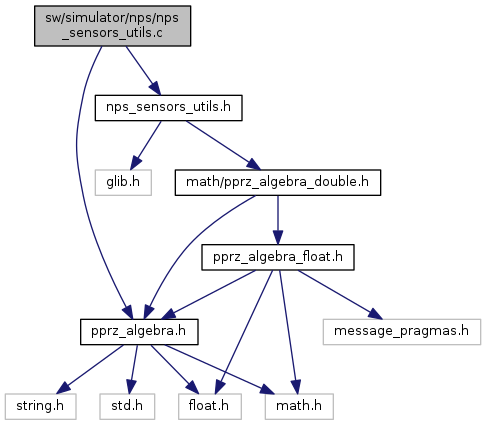 sw/simulator/nps/nps
_sensors_utils.c
nps_sensors_utils.h
glib.h
math/pprz_algebra_double.h
pprz_algebra_float.h
pprz_algebra.h
message_pragmas.h
string.h
std.h
float.h
math.h